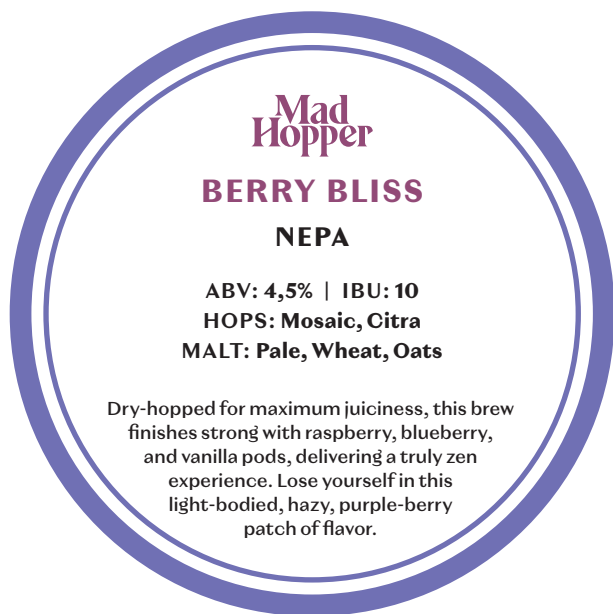 Mad
Hopper
BERRY BLISS
NEPA
ABV: 4,5% | IBU: 10
HOPS: Mosaic, Citra
MALT: Pale, Wheat, Oats
Dry-hopped for maximum juiciness, this brew
finishes strong with raspberry, blueberry,
and vanilla pods, delivering a truly zen
experience. Lose yourself in this
light-bodied, hazy, purple-berry
patch of flavor.